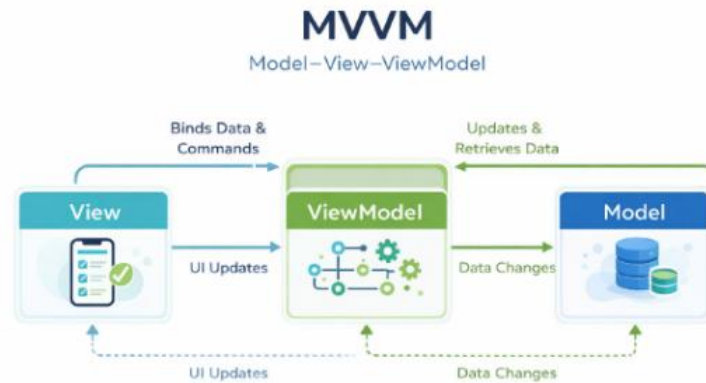 MVVM
Model–View–ViewModel
Binds Data &
Commands
Updates &
Retrieves Data
View
ViewModel
Model
UI Updates
Data Changes
UI Updates
Data Changes